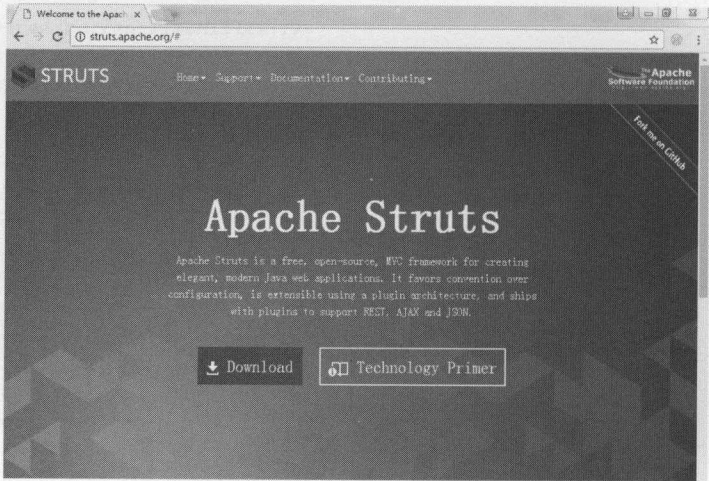 Welcome to the Apach
struts.apache.org/#
STRUTS
Home Support Documentation Contributing
The Apache
Software Foundation
Fork me on GitHub
Apache Struts
Apache Struts is a free, open-source, MVC framework for creating
elegant, modern Java web applications. It favors convention over
configuration, is extensible using a plugin architecture, and ships
with plugins to support REST, AJAX and JSON.
Download
Technology Primer